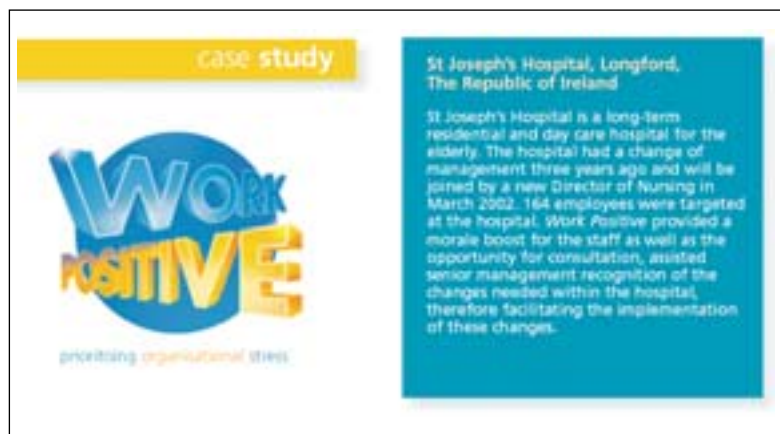 case study
WORK
POSITIVE
prioritising organisational stress
St Joseph's Hospital, Longford,
The Republic of Ireland
St Joseph's Hospital is a long-term
residential and day care hospital for the
elderly. The hospital had a change of
management three years ago and will be
joined by a new Director of Nursing in
March 2002. 164 employees were targeted
at the hospital. Work Positive provided a
morale boost for the staff as well as the
opportunity for consultation, assisted
senior management recognition of the
changes needed within the hospital,
therefore facilitating the implementation
of these changes.